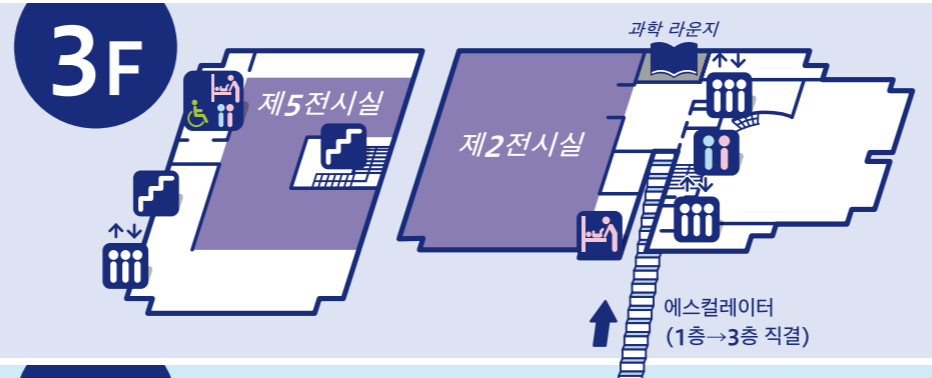 3F
과학 라운지
제5전시실
제2전시실
에스컬레이터
(1층→3층 직결)